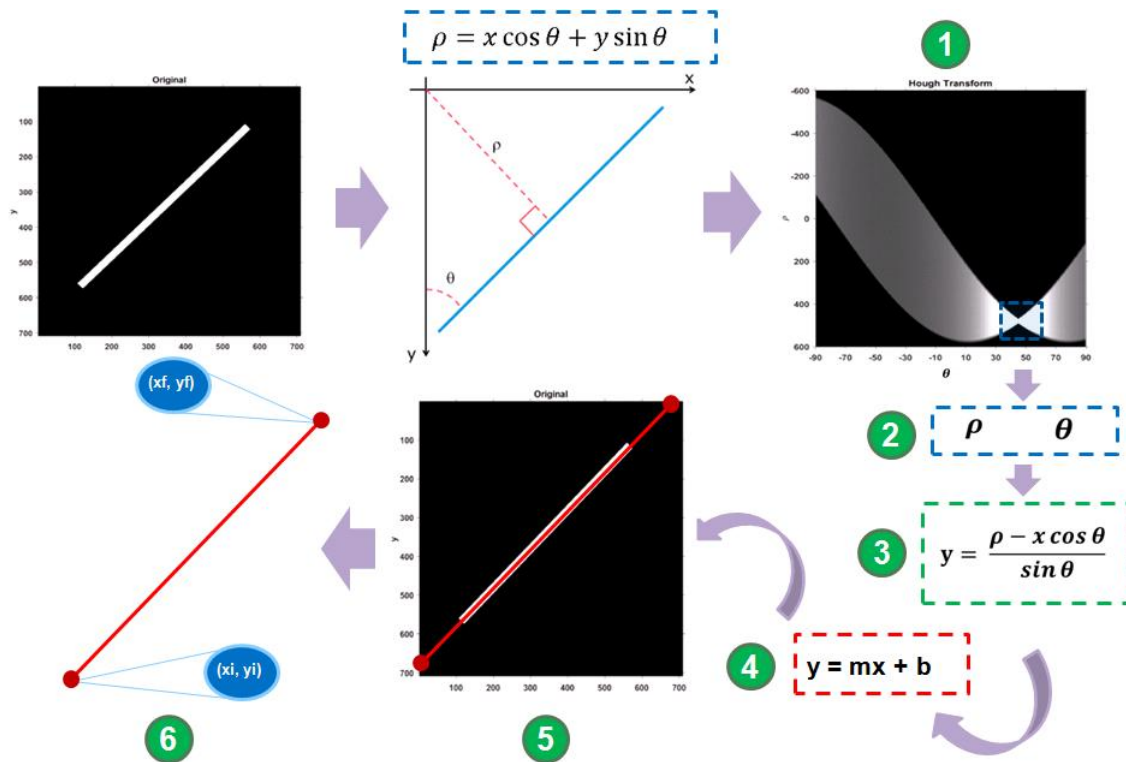 ρ = x cos θ + y sin θ
1
Original
y
100
200
300
400
500
600
700
100 200 300 400 500 600 700
x
ρ
θ
y
Hough Transform
ρ
-600
-400
-200
0
200
400
600
-90 -70 -50 -30 -10 10 30 50 70 90
θ
2
ρ θ
3
y = (ρ − x cos θ) / sin θ
4
y = mx + b
Original
y
100
200
300
400
500
600
700
100 200 300 400 500 600 700
5
(xf, yf)
(xi, yi)
6